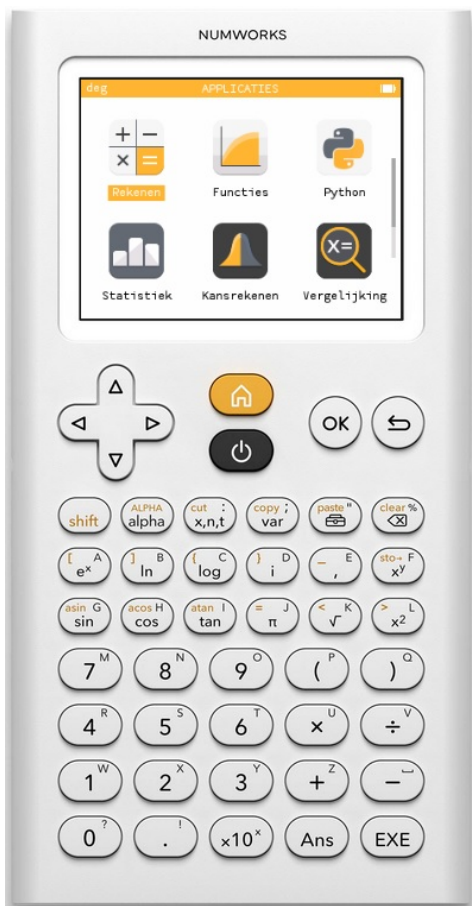 NUMWORKS
deg APPLICATIES
+ −
× =
Rekenen Functies Python
X=
Statistiek Kansrekenen Vergelijking
OK
shift ALPHA alpha cut : x,n,t copy ; var paste " clear %
[ A eˣ ] B ln { C log } D i _ E , sto→ F xʸ
asin G sin acos H cos atan I tan = J π < K √ > L x²
7 M 8 N 9 O ( P ) Q
4 R 5 S 6 T × U ÷ V
1 W 2 X 3 Y + Z − ␣
0 ? . ! ×10ˣ Ans EXE